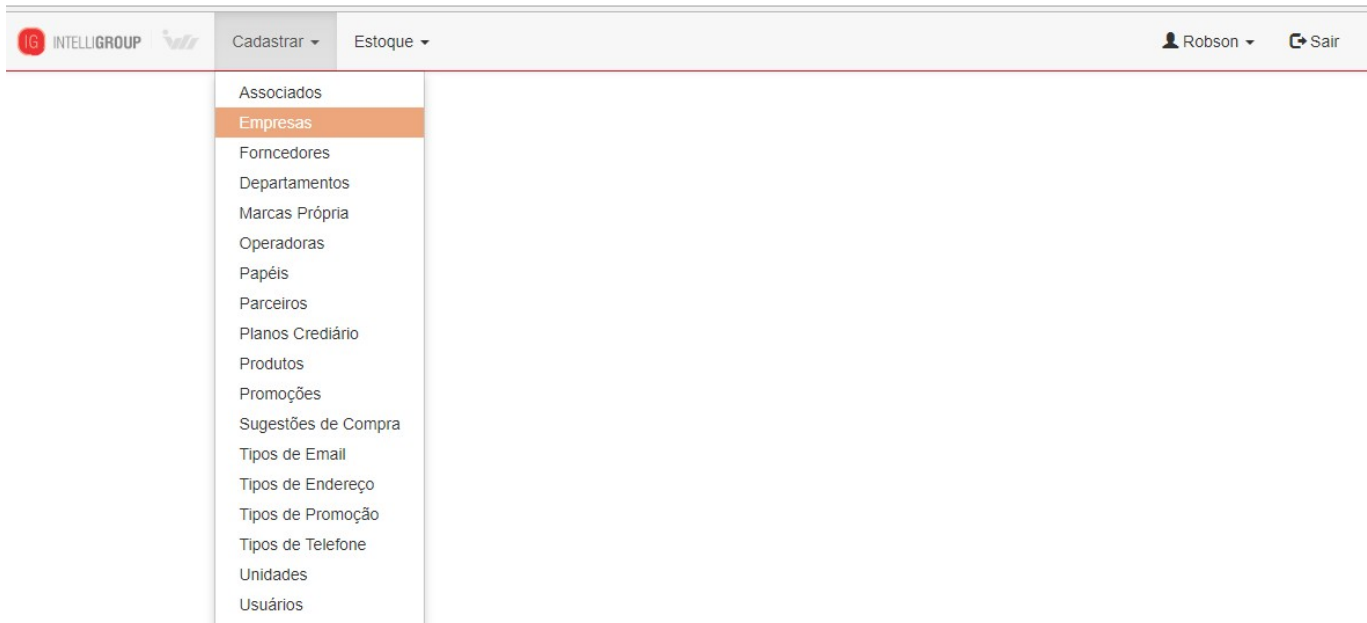 IG INTELLIGROUP Cadastrar Estoque Robson Sair
Associados
Empresas
Forncedores
Departamentos
Marcas Própria
Operadoras
Papéis
Parceiros
Planos Crediário
Produtos
Promoções
Sugestões de Compra
Tipos de Email
Tipos de Endereço
Tipos de Promoção
Tipos de Telefone
Unidades
Usuários